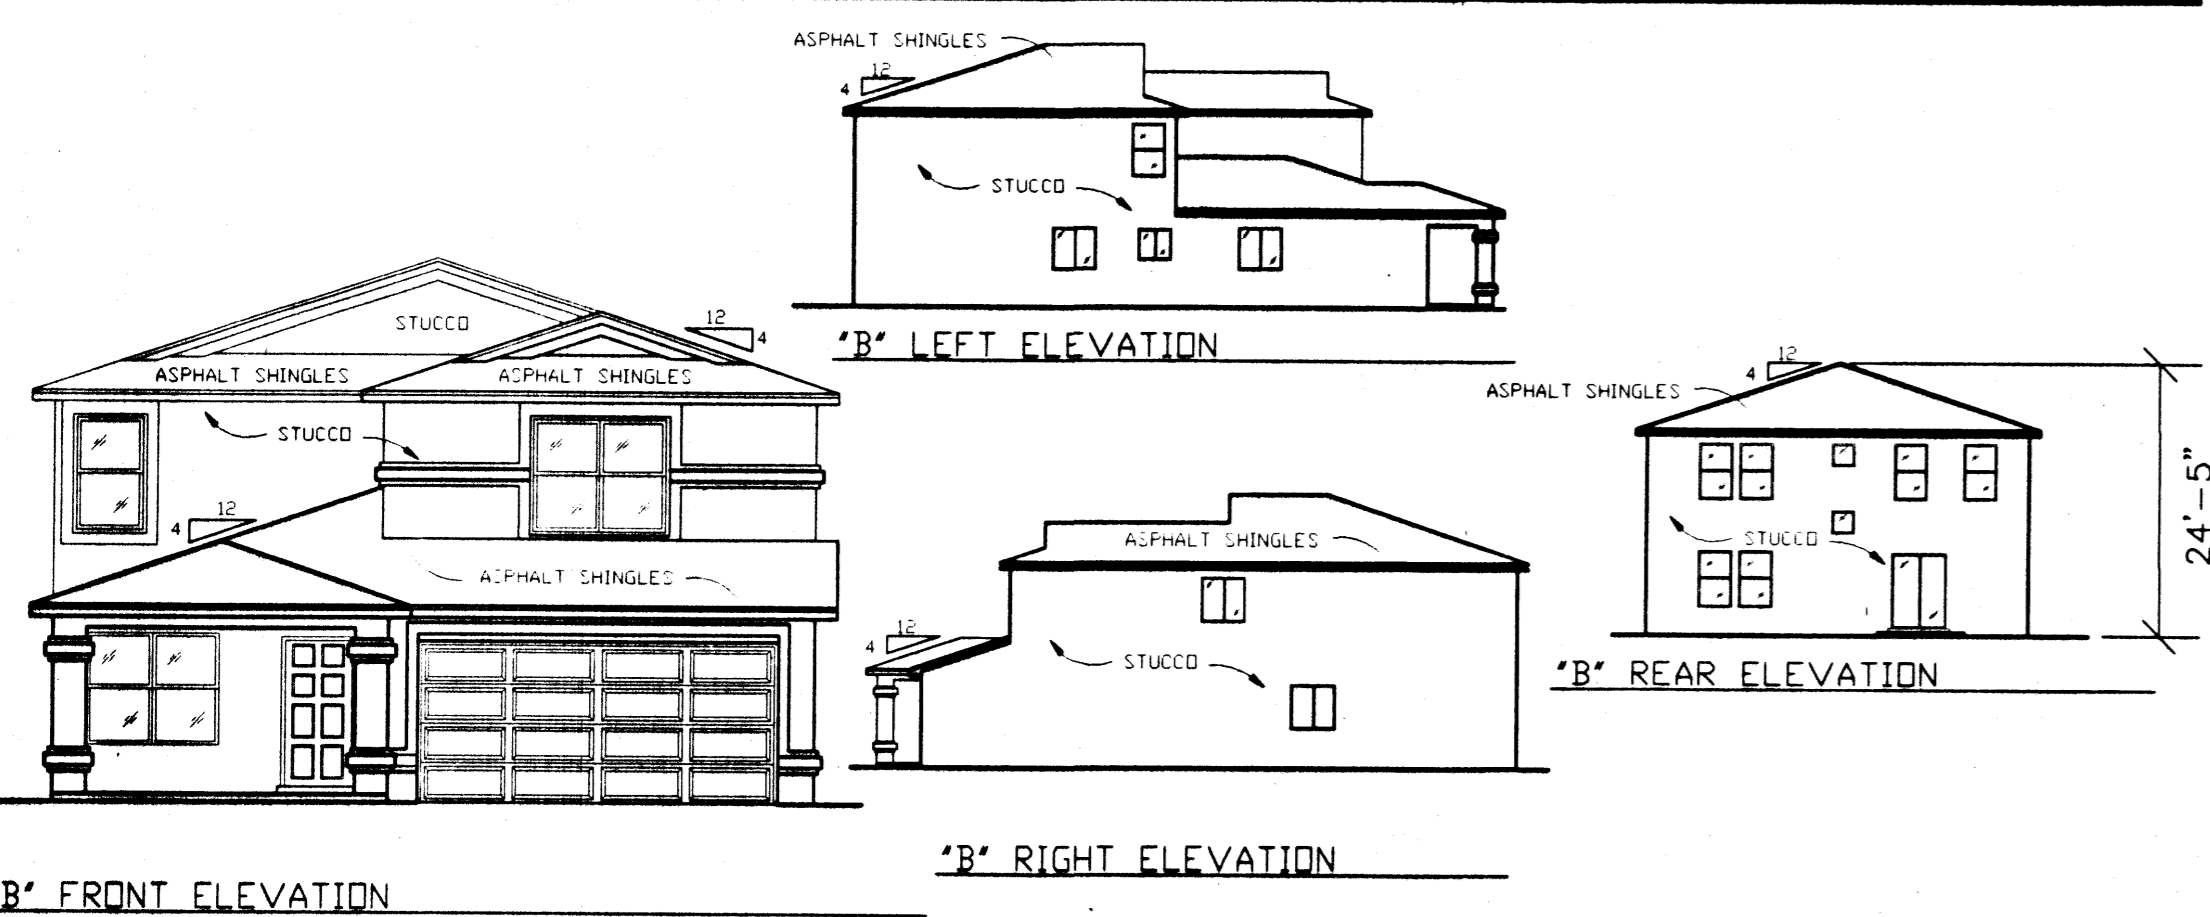 ASPHALT SHINGLES
12
4
STUCCO
"B" LEFT ELEVATION
STUCCO
12
4
ASPHALT SHINGLES
ASPHALT SHINGLES
STUCCO
12
4
ASPHALT SHINGLES
B" FRONT ELEVATION
12
4
ASPHALT SHINGLES
STUCCO
24'-5"
"B" REAR ELEVATION
ASPHALT SHINGLES
12
4
STUCCO
"B" RIGHT ELEVATION